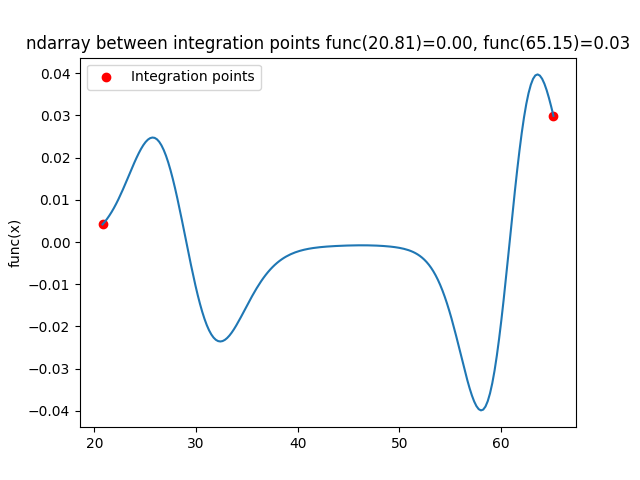 ndarray between integration points func(20.81)=0.00, func(65.15)=0.03
Integration points
func(x)
0.04
0.03
0.02
0.01
0.00
−0.01
−0.02
−0.03
−0.04
20 30 40 50 60